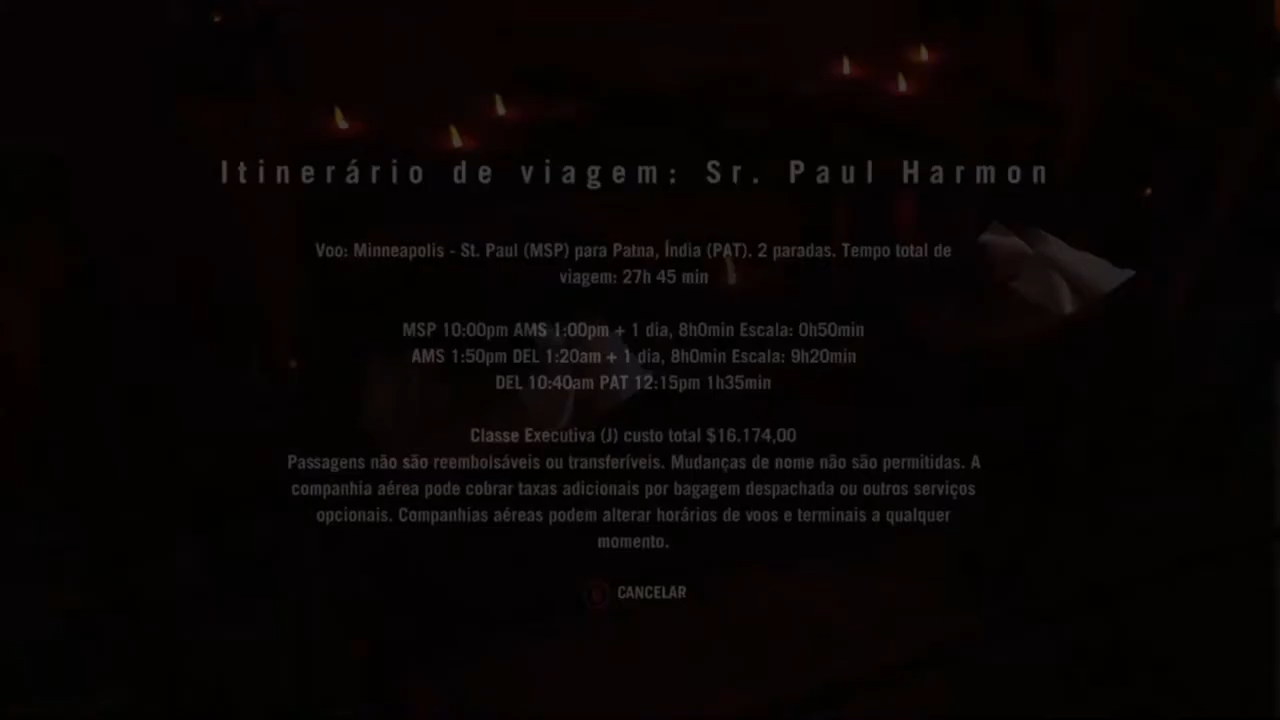 Itinerário de viagem: Sr. Paul Harmon
Voo: Minneapolis - St. Paul (MSP) para Patna, Índia (PAT). 2 paradas. Tempo total de
viagem: 27h 45 min
MSP 10:00pm AMS 1:00pm + 1 dia, 8h0min Escala: 0h50min
AMS 1:50pm DEL 1:20am + 1 dia, 8h0min Escala: 9h20min
DEL 10:40am PAT 12:15pm 1h35min
Classe Executiva (J) custo total $16.174,00
Passagens não são reembolsáveis ou transferíveis. Mudanças de nome não são permitidas. A
companhia aérea pode cobrar taxas adicionais por bagagem despachada ou outros serviços
opcionais. Companhias aéreas podem alterar horários de voos e terminais a qualquer
momento.
CANCELAR